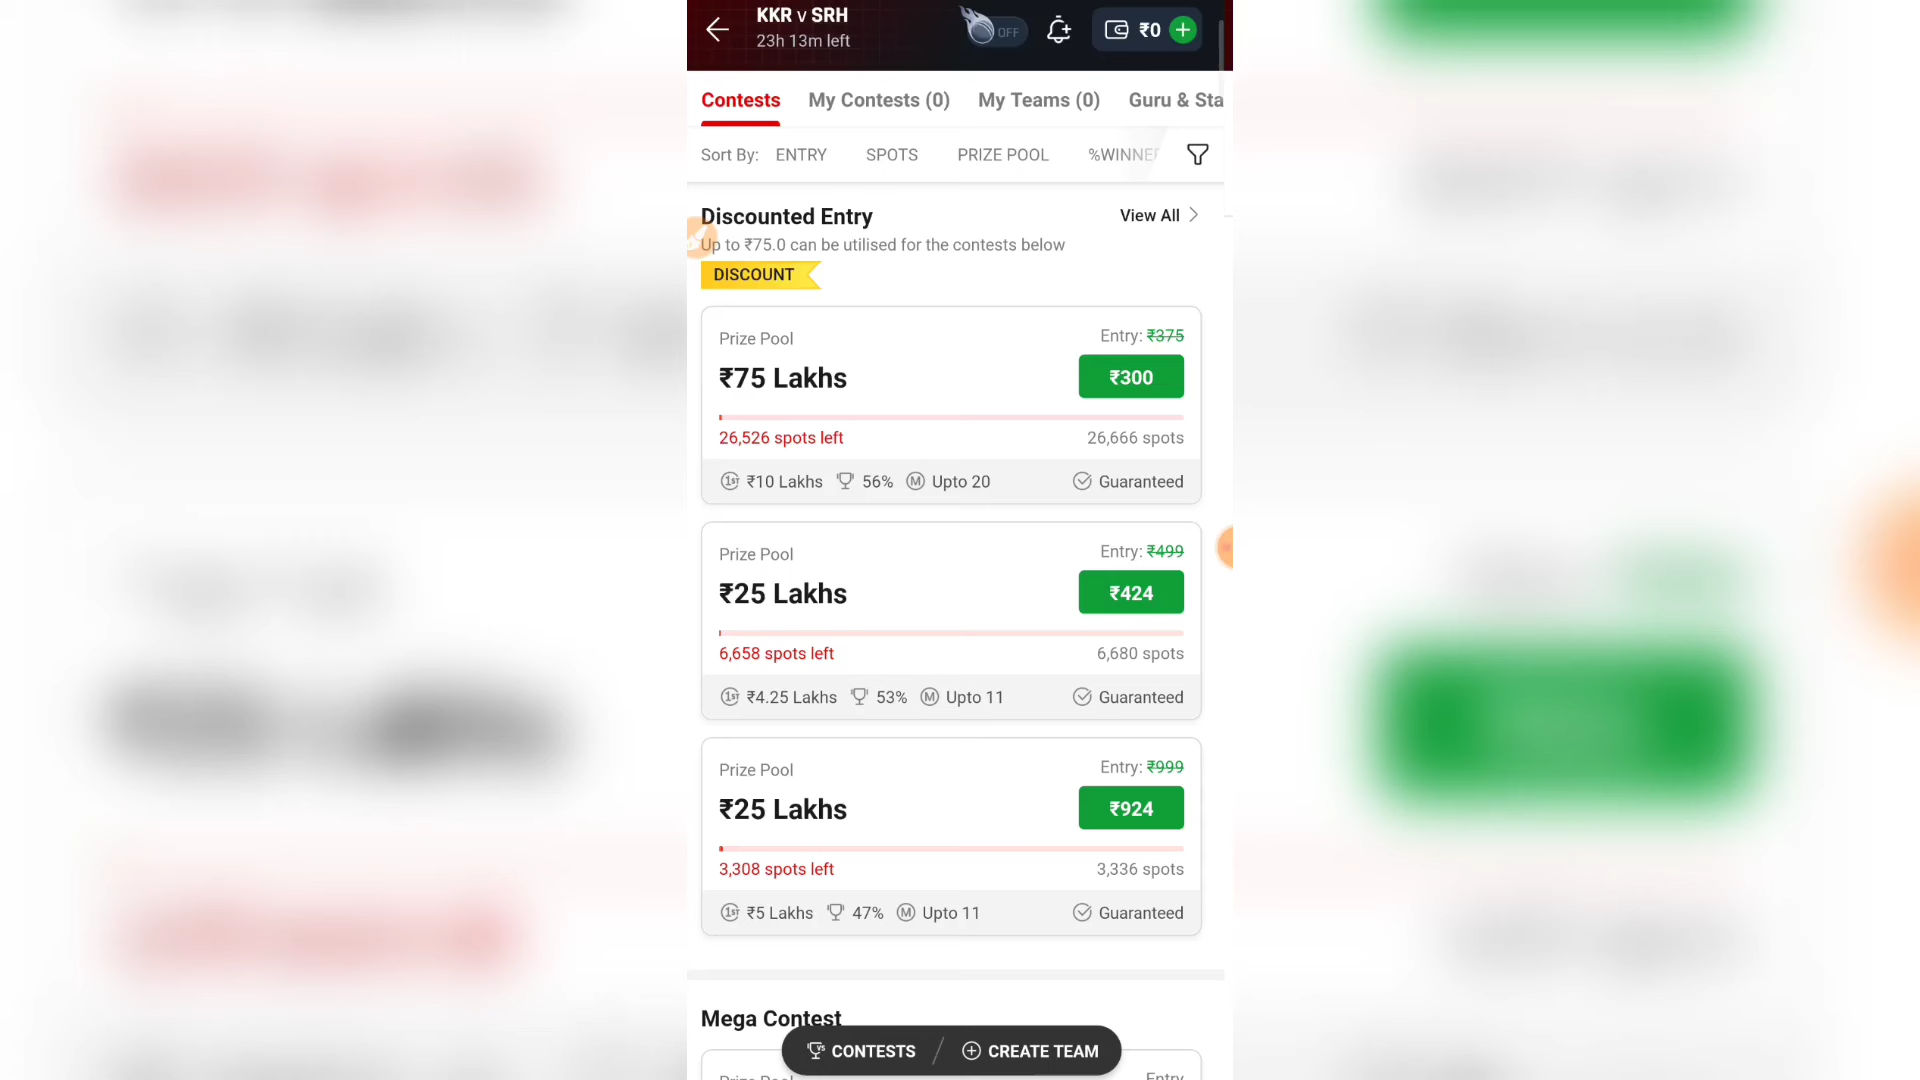 KKR v SRH
23h 13m left
OFF
₹0
Contests My Contests (0) My Teams (0) Guru & Sta
Sort By: ENTRY SPOTS PRIZE POOL %WINNE
Discounted Entry View All
Up to ₹75.0 can be utilised for the contests below
DISCOUNT
Prize Pool Entry: ₹375
₹75 Lakhs ₹300
26,526 spots left 26,666 spots
1ST ₹10 Lakhs 56% M Upto 20 Guaranteed
Prize Pool Entry: ₹499
₹25 Lakhs ₹424
6,658 spots left 6,680 spots
1ST ₹4.25 Lakhs 53% M Upto 11 Guaranteed
Prize Pool Entry: ₹999
₹25 Lakhs ₹924
3,308 spots left 3,336 spots
1ST ₹5 Lakhs 47% M Upto 11 Guaranteed
Mega Contest
CONTESTS CREATE TEAM
Prize Pool Entry